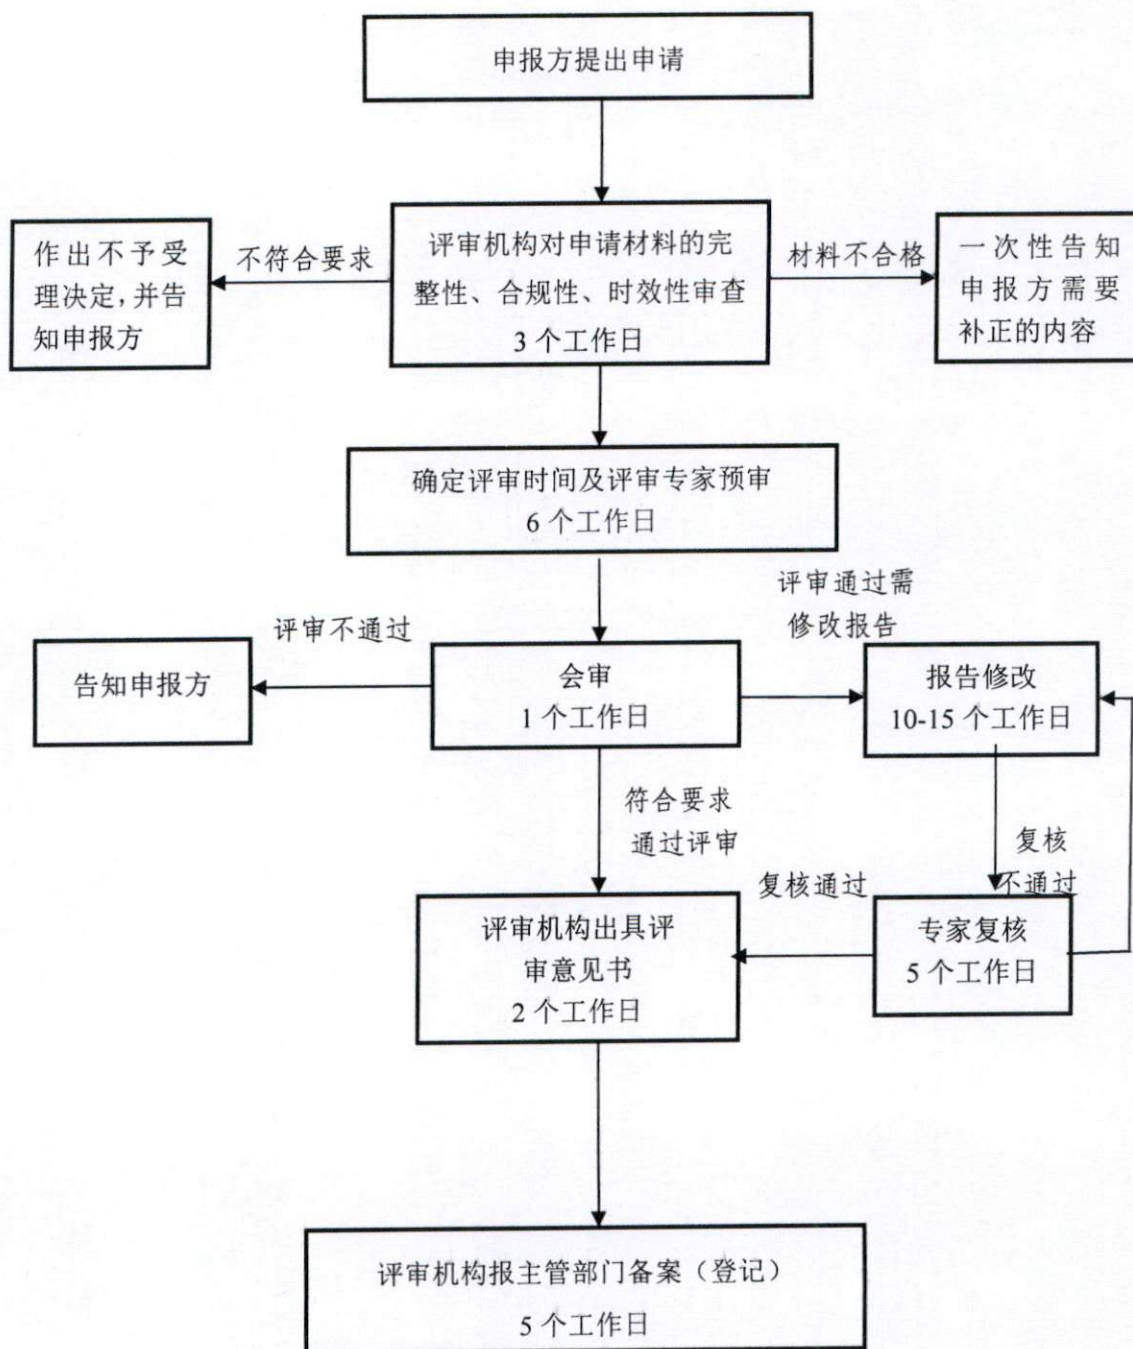 申报方提出申请
作出不予受
理决定，并告
知申报方
不符合要求
评审机构对申请材料的完
整性、合规性、时效性审查
3 个工作日
材料不合格
一次性告知
申报方需要
补正的内容
确定评审时间及评审专家预审
6 个工作日
评审通过需
修改报告
评审不通过
告知申报方
会审
1 个工作日
报告修改
10-15 个工作日
符合要求
通过评审
复核
不通过
复核通过
评审机构出具评
审意见书
2 个工作日
专家复核
5 个工作日
评审机构报主管部门备案（登记）
5 个工作日